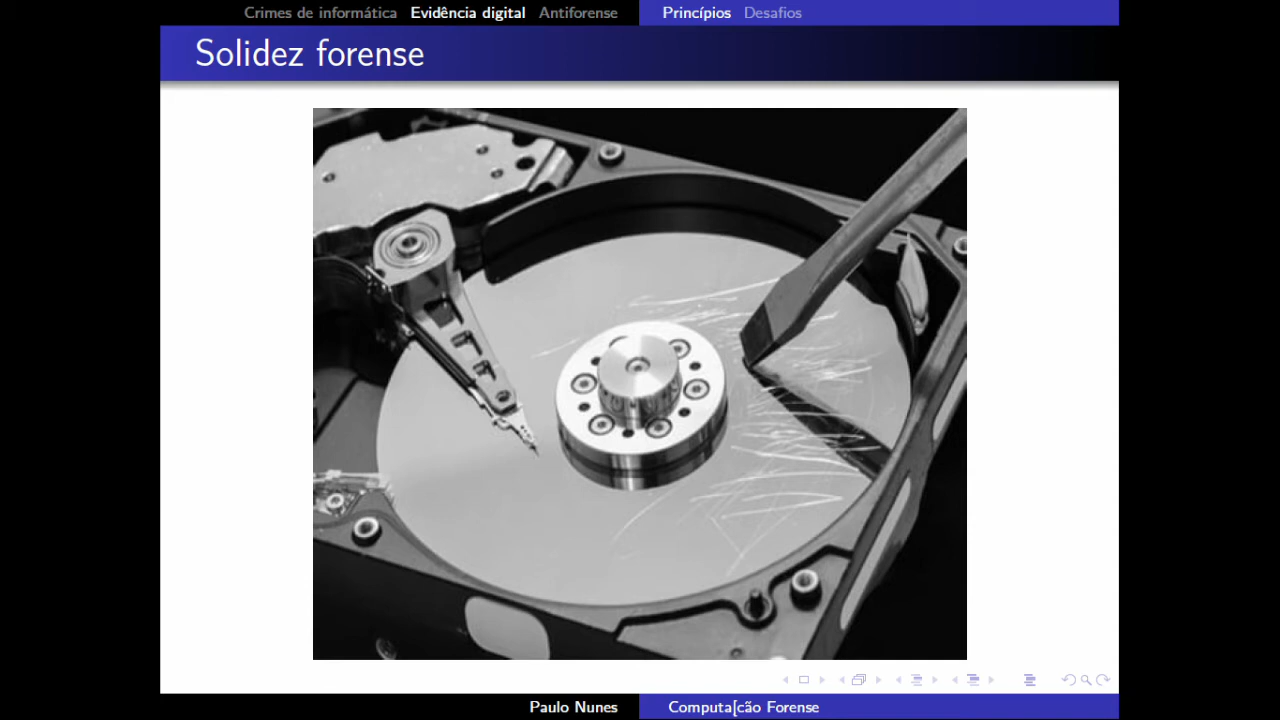 Crimes de informática Evidência digital Antiforense Princípios Desafios
Solidez forense
Paulo Nunes Computa[cão Forense